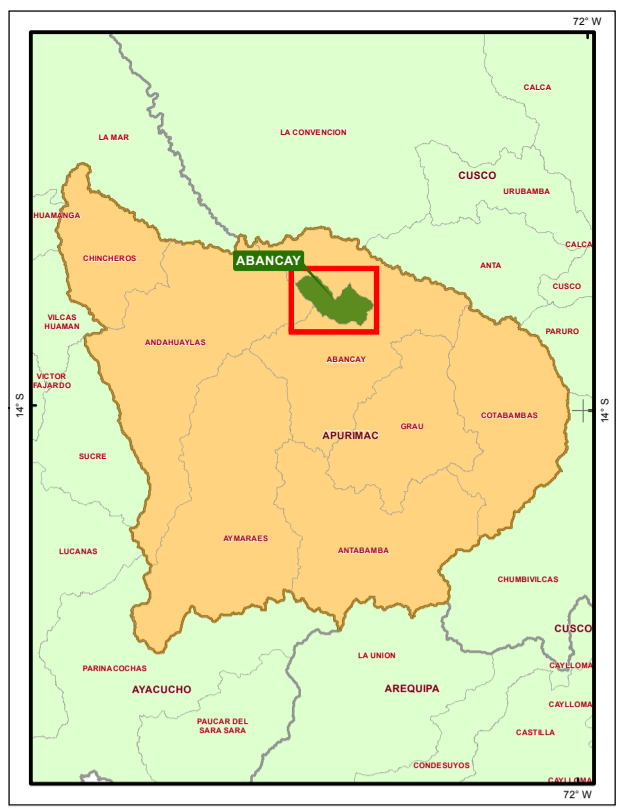 72° W
CALCA
LA CONVENCION
LA MAR
CUSCO
URUBAMBA
HUAMANGA
CALCA
CHINCHEROS
ABANCAY
ANTA
CUSCO
VILCAS
HUAMAN
PARURO
ANDAHUAYLAS
ABANCAY
VICTOR
FAJARDO
14° S
14° S
COTABAMBAS
GRAU
APURIMAC
SUCRE
AYMARAES
ANTABAMBA
LUCANAS
CHUMBIVILCAS
CUSCO
LA UNION
CAYLLOMA
PARINACOCHAS
AYACUCHO
AREQUIPA
CAYLLOMA
PAUCAR DEL
SARA SARA
CASTILLA
CONDESUYOS
CAYLLOMA
72° W